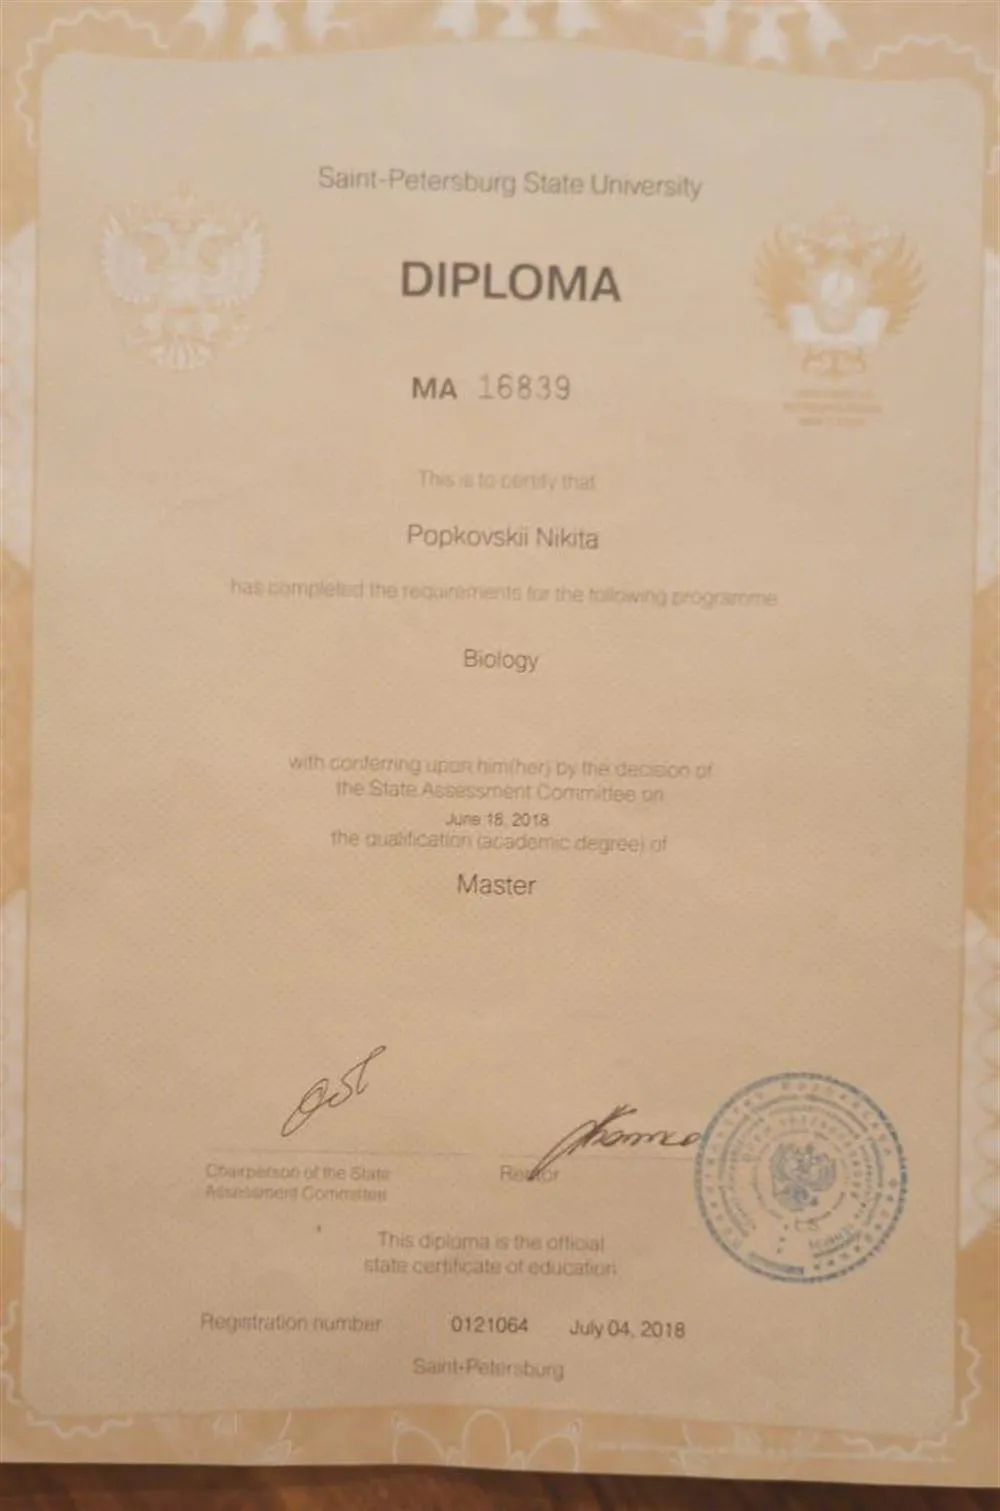 Saint-Petersburg State University
DIPLOMA
MA 16839
This is to certify that
Popkovskii Nikita
has completed the requirements for the following programme
Biology
with conferring upon him(her) by the decision of
the State Assessment Committee on
June 18, 2018
the qualification (academic degree) of
Master
Chairperson of the State
Assessment Committee
Rector
This diploma is the official
state certificate of education
Registration number 0121064 July 04, 2018
Saint-Petersburg